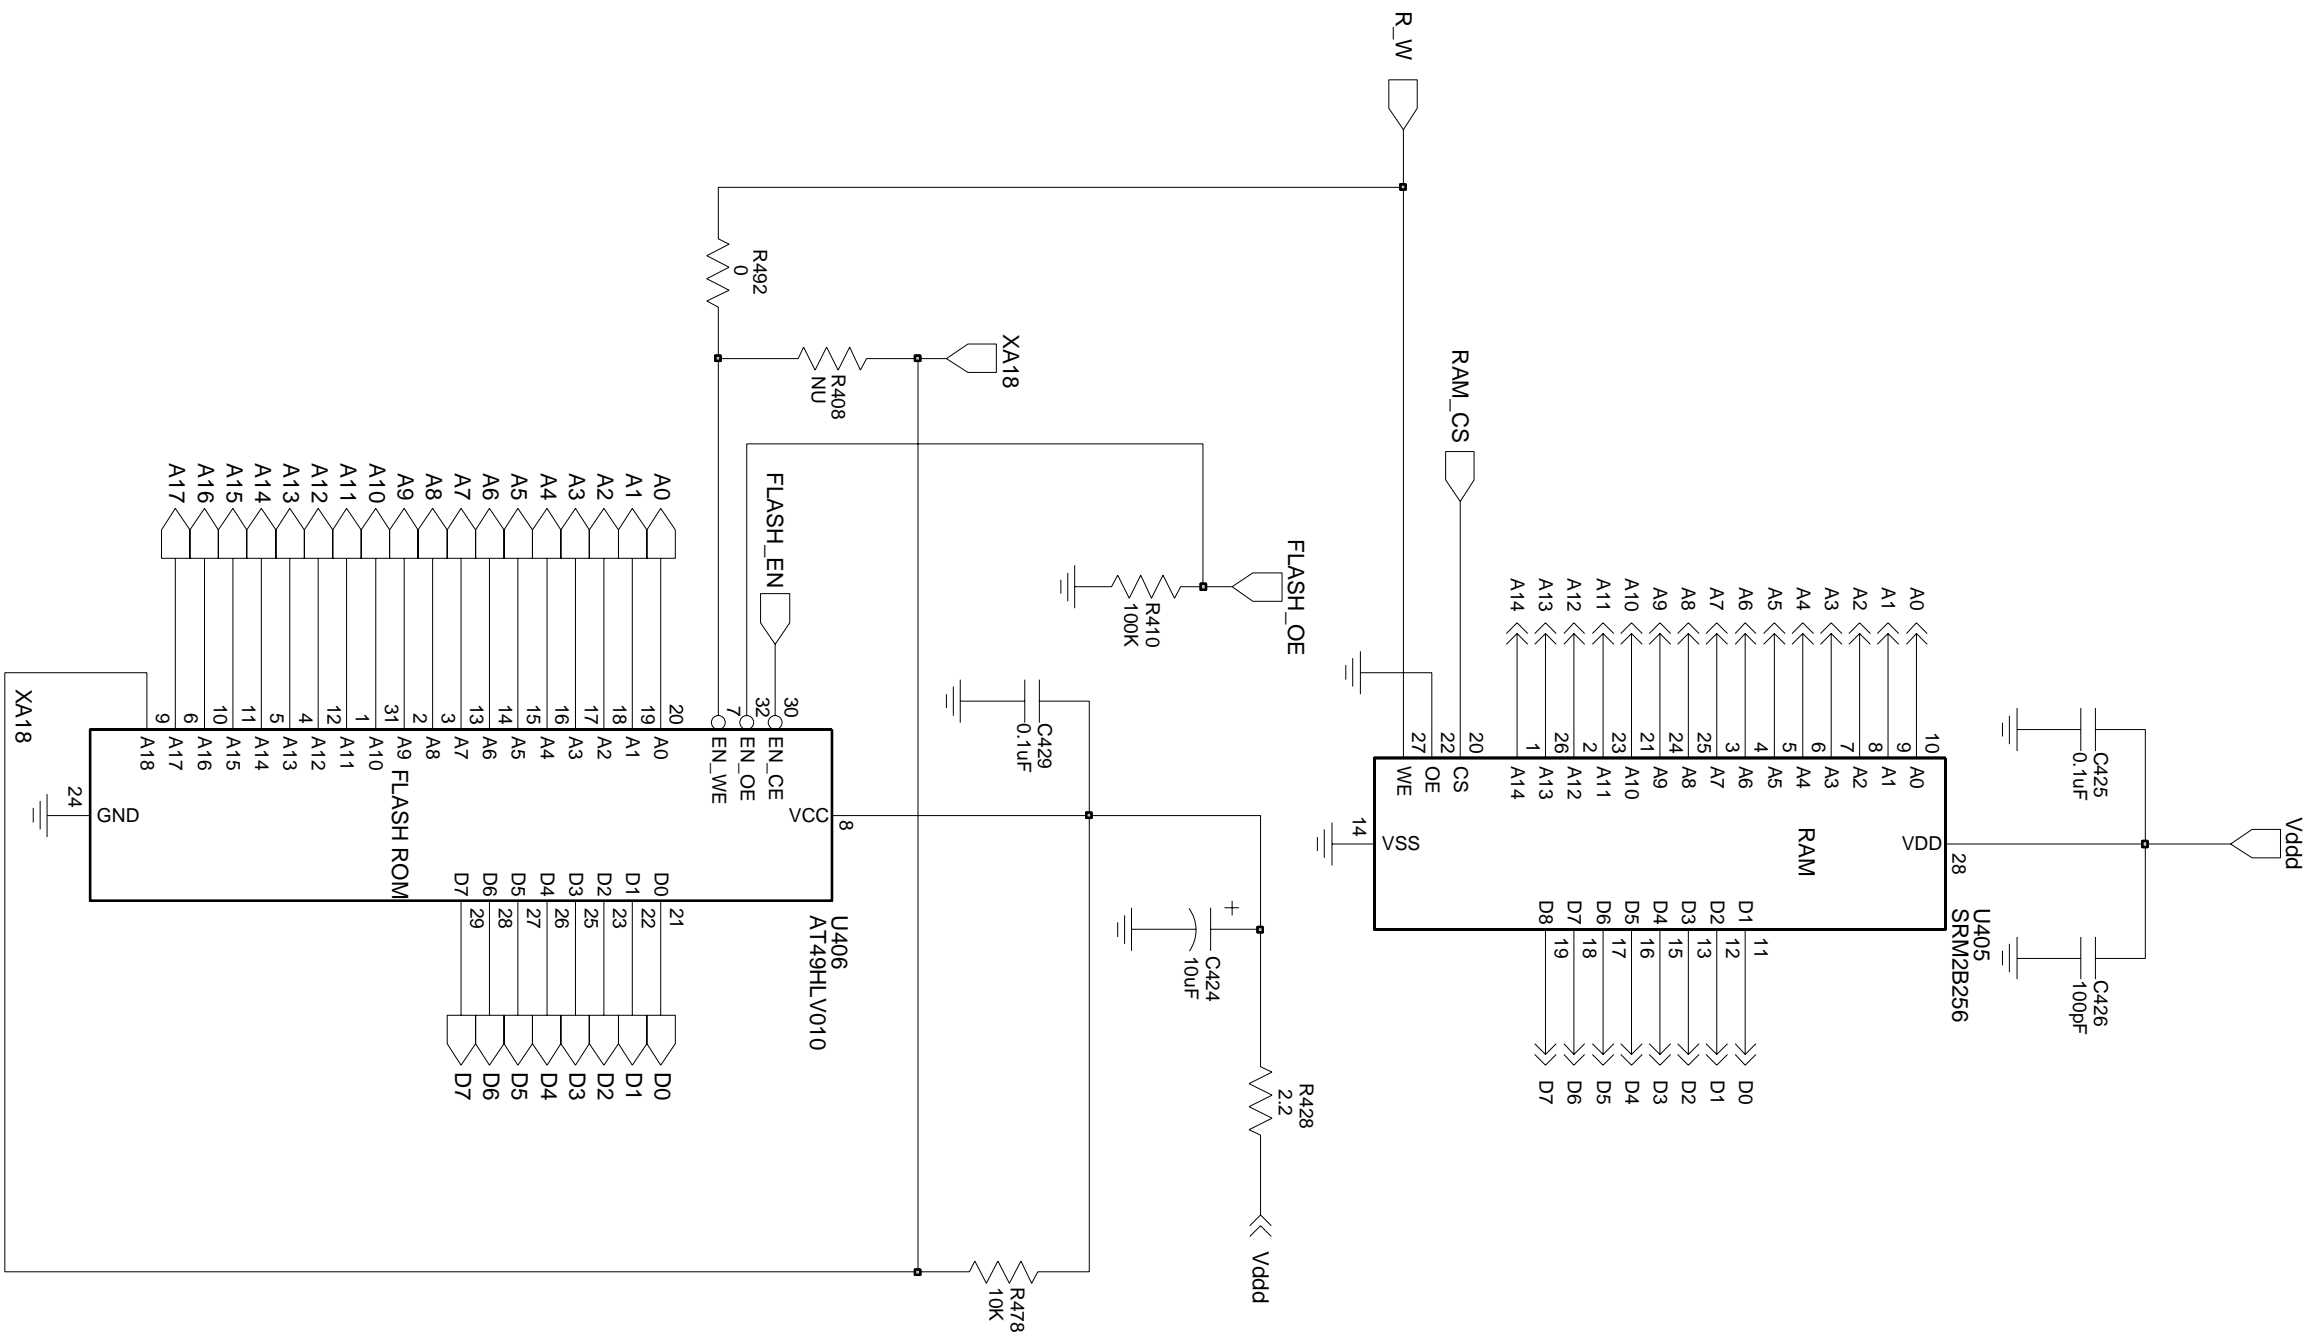 Vddd
C425
0.1uF
C426
100pF
U405
SRM2B256
RAM
VDD
28
VSS
14
A0 10 A0
A1 9 A1
A2 8 A2
A3 7 A3
A4 6 A4
A5 5 A5
A6 4 A6
A7 3 A7
A8 25 A8
A9 24 A9
A10 21 A10
A11 23 A11
A12 2 A12
A13 26 A13
A14 1 A14
D1 11 D0
D2 12 D1
D3 13 D2
D4 15 D3
D5 16 D4
D6 17 D5
D7 18 D6
D8 19 D7
RAM_CS
20 CS
22 OE
27 WE
R_W
FLASH_OE
R410
100K
+
C424
10uF
R428
2.2
Vddd
C429
0.1uF
R478
10K
XA18
R408
NU
R492
0
U406
AT49HLV010
FLASH ROM
VCC
8
FLASH_EN
30 EN_CE
32 EN_OE
7 EN_WE
A0 20 A0
A1 19 A1
A2 18 A2
A3 17 A3
A4 16 A4
A5 15 A5
A6 14 A6
A7 13 A7
A8 3 A8
A9 2 A9
A10 31 A10
A11 1 A11
A12 12 A12
A13 4 A13
A14 5 A14
A15 11 A15
A16 10 A16
A17 6 A17
9 A18
D0 21 D0
D1 22 D1
D2 23 D2
D3 25 D3
D4 26 D4
D5 27 D5
D6 28 D6
D7 29 D7
GND
24
XA18